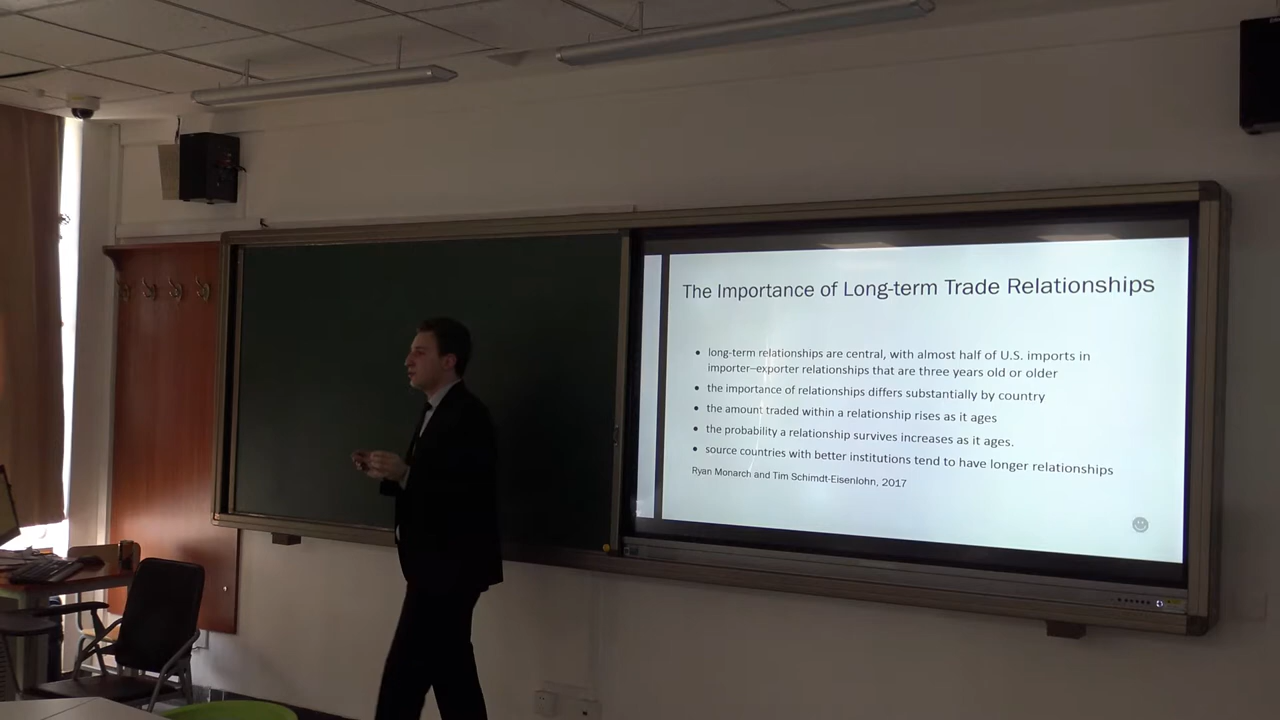 The Importance of Long-term Trade Relationships
• long-term relationships are central, with almost half of U.S. imports in
importer–exporter relationships that are three years old or older
• the importance of relationships differs substantially by country
• the amount traded within a relationship rises as it ages
• the probability a relationship survives increases as it ages.
• source countries with better institutions tend to have longer relationships
Ryan Monarch and Tim Schimdt-Eisenlohn, 2017